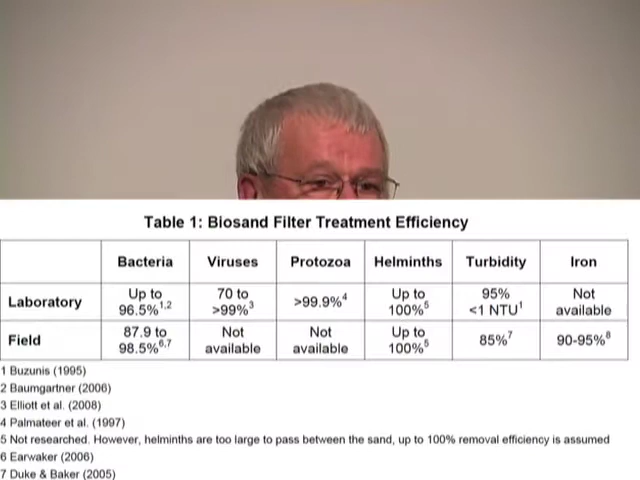 Table 1: Biosand Filter Treatment Efficiency
Bacteria Viruses Protozoa Helminths Turbidity Iron
Laboratory Up to 96.5%1,2 70 to >99%3 >99.9%4 Up to 100%5 95% <1 NTU1 Not available
Field 87.9 to 98.5%6,7 Not available Not available Up to 100%5 85%7 90-95%8
1 Buzunis (1995)
2 Baumgartner (2006)
3 Elliott et al. (2008)
4 Palmateer et al. (1997)
5 Not researched. However, helminths are too large to pass between the sand, up to 100% removal efficiency is assumed
6 Earwaker (2006)
7 Duke & Baker (2005)